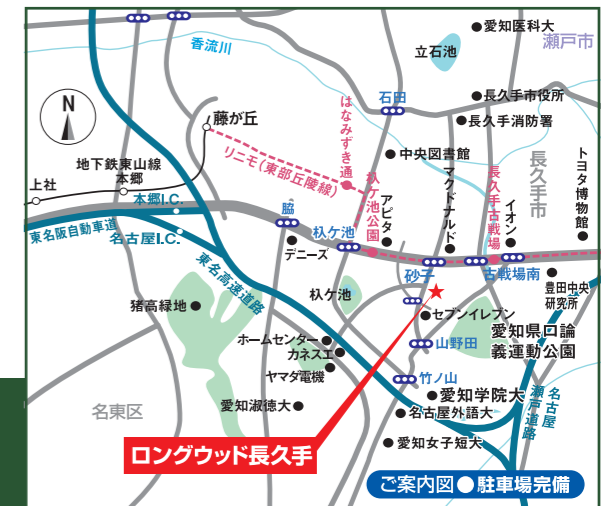 愛知医科大
瀬戸市
香流川
立石池
石田
長久手市役所
長久手消防署
N
藤が丘
はなみずき通
リニモ(東部丘陵線)
地下鉄東山線
本郷
上社
中央図書館
マクドナルド
長久手古戦場
長久手市
トヨタ博物館
杁ケ池公園
アピタ
イオン
本郷I.C.
脇
杁ケ池
東名阪自動車道
名古屋I.C.
デニーズ
砂子
古戦場南
東名高速道路
杁ケ池
豊田中央
研究所
猪高緑地
セブンイレブン
愛知県口論
義運動公園
ホームセンター
カネスエ
山野田
ヤマダ電機
竹ノ山
名東区
愛知淑徳大
愛知学院大
名古屋外語大
名古屋
瀬戸道路
愛知女子短大
ロングウッド長久手
ご案内図●駐車場完備